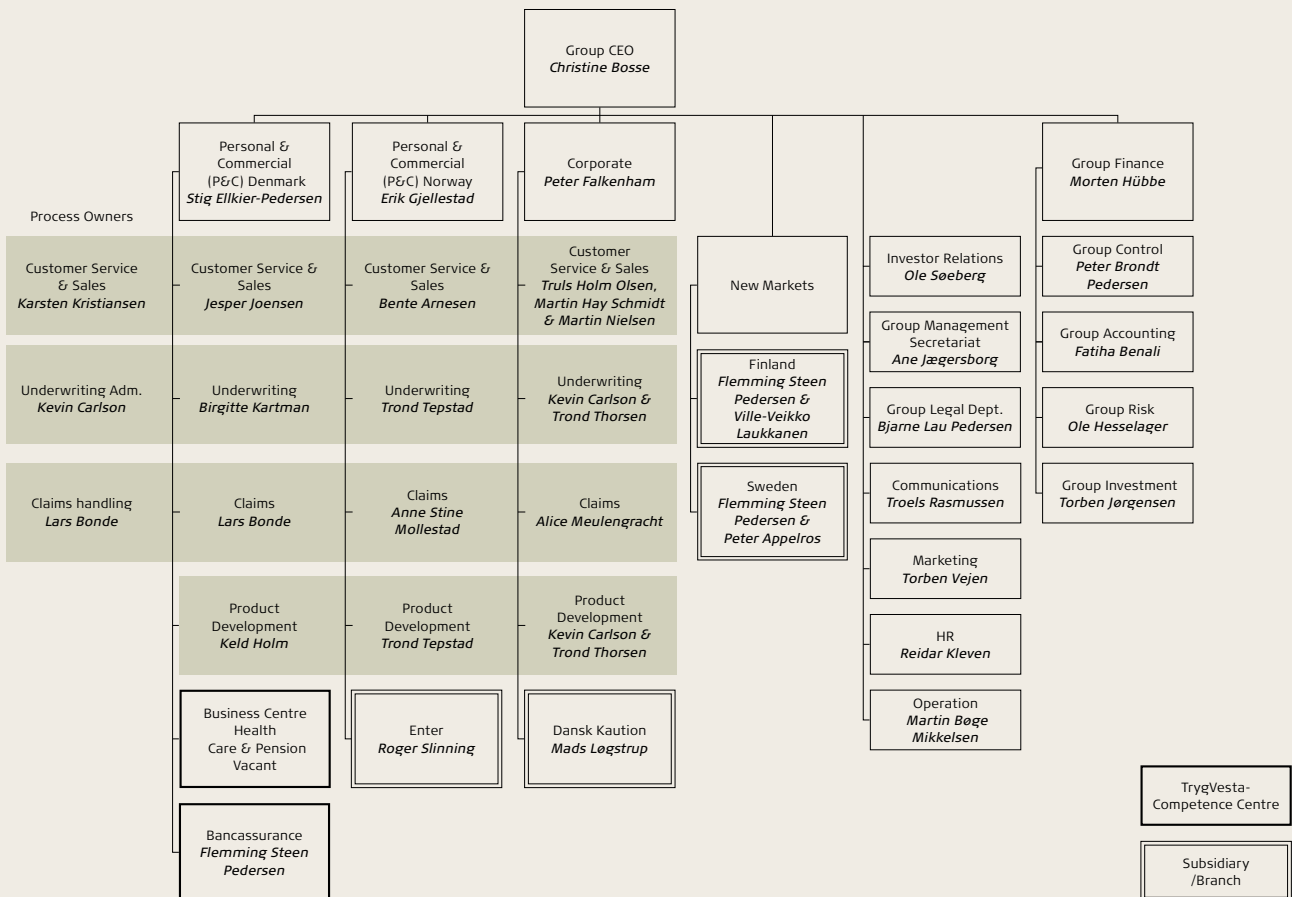 Group CEO
Christine Bosse
Personal &
Commercial
(P&C) Denmark
Stig Ellkier-Pedersen
Personal &
Commercial
(P&C) Norway
Erik Gjellestad
Corporate
Peter Falkenham
Group Finance
Morten Hübbe
Process Owners
Customer Service
& Sales
Karsten Kristiansen
Customer Service &
Sales
Jesper Joensen
Customer Service &
Sales
Bente Arnesen
Customer
Service & Sales
Truls Holm Olsen,
Martin Hay Schmidt
& Martin Nielsen
New Markets
Investor Relations
Ole Søeberg
Group Control
Peter Brondt
Pedersen
Group Management
Secretariat
Ane Jægersborg
Group Accounting
Fatiha Benali
Underwriting Adm.
Kevin Carlson
Underwriting
Birgitte Kartman
Underwriting
Trond Tepstad
Underwriting
Kevin Carlson &
Trond Thorsen
Finland
Flemming Steen
Pedersen &
Ville-Veikko
Laukkanen
Group Legal Dept.
Bjarne Lau Pedersen
Group Risk
Ole Hesselager
Claims handling
Lars Bonde
Claims
Lars Bonde
Claims
Anne Stine
Mollestad
Claims
Alice Meulengracht
Sweden
Flemming Steen
Pedersen &
Peter Appelros
Communications
Troels Rasmussen
Group Investment
Torben Jørgensen
Marketing
Torben Vejen
Product
Development
Keld Holm
Product
Development
Trond Tepstad
Product
Development
Kevin Carlson &
Trond Thorsen
HR
Reidar Kleven
Business Centre
Health
Care & Pension
Vacant
Enter
Roger Slinning
Dansk Kaution
Mads Løgstrup
Operation
Martin Bøge
Mikkelsen
Bancassurance
Flemming Steen
Pedersen
TrygVesta-
Competence Centre
Subsidiary
/Branch